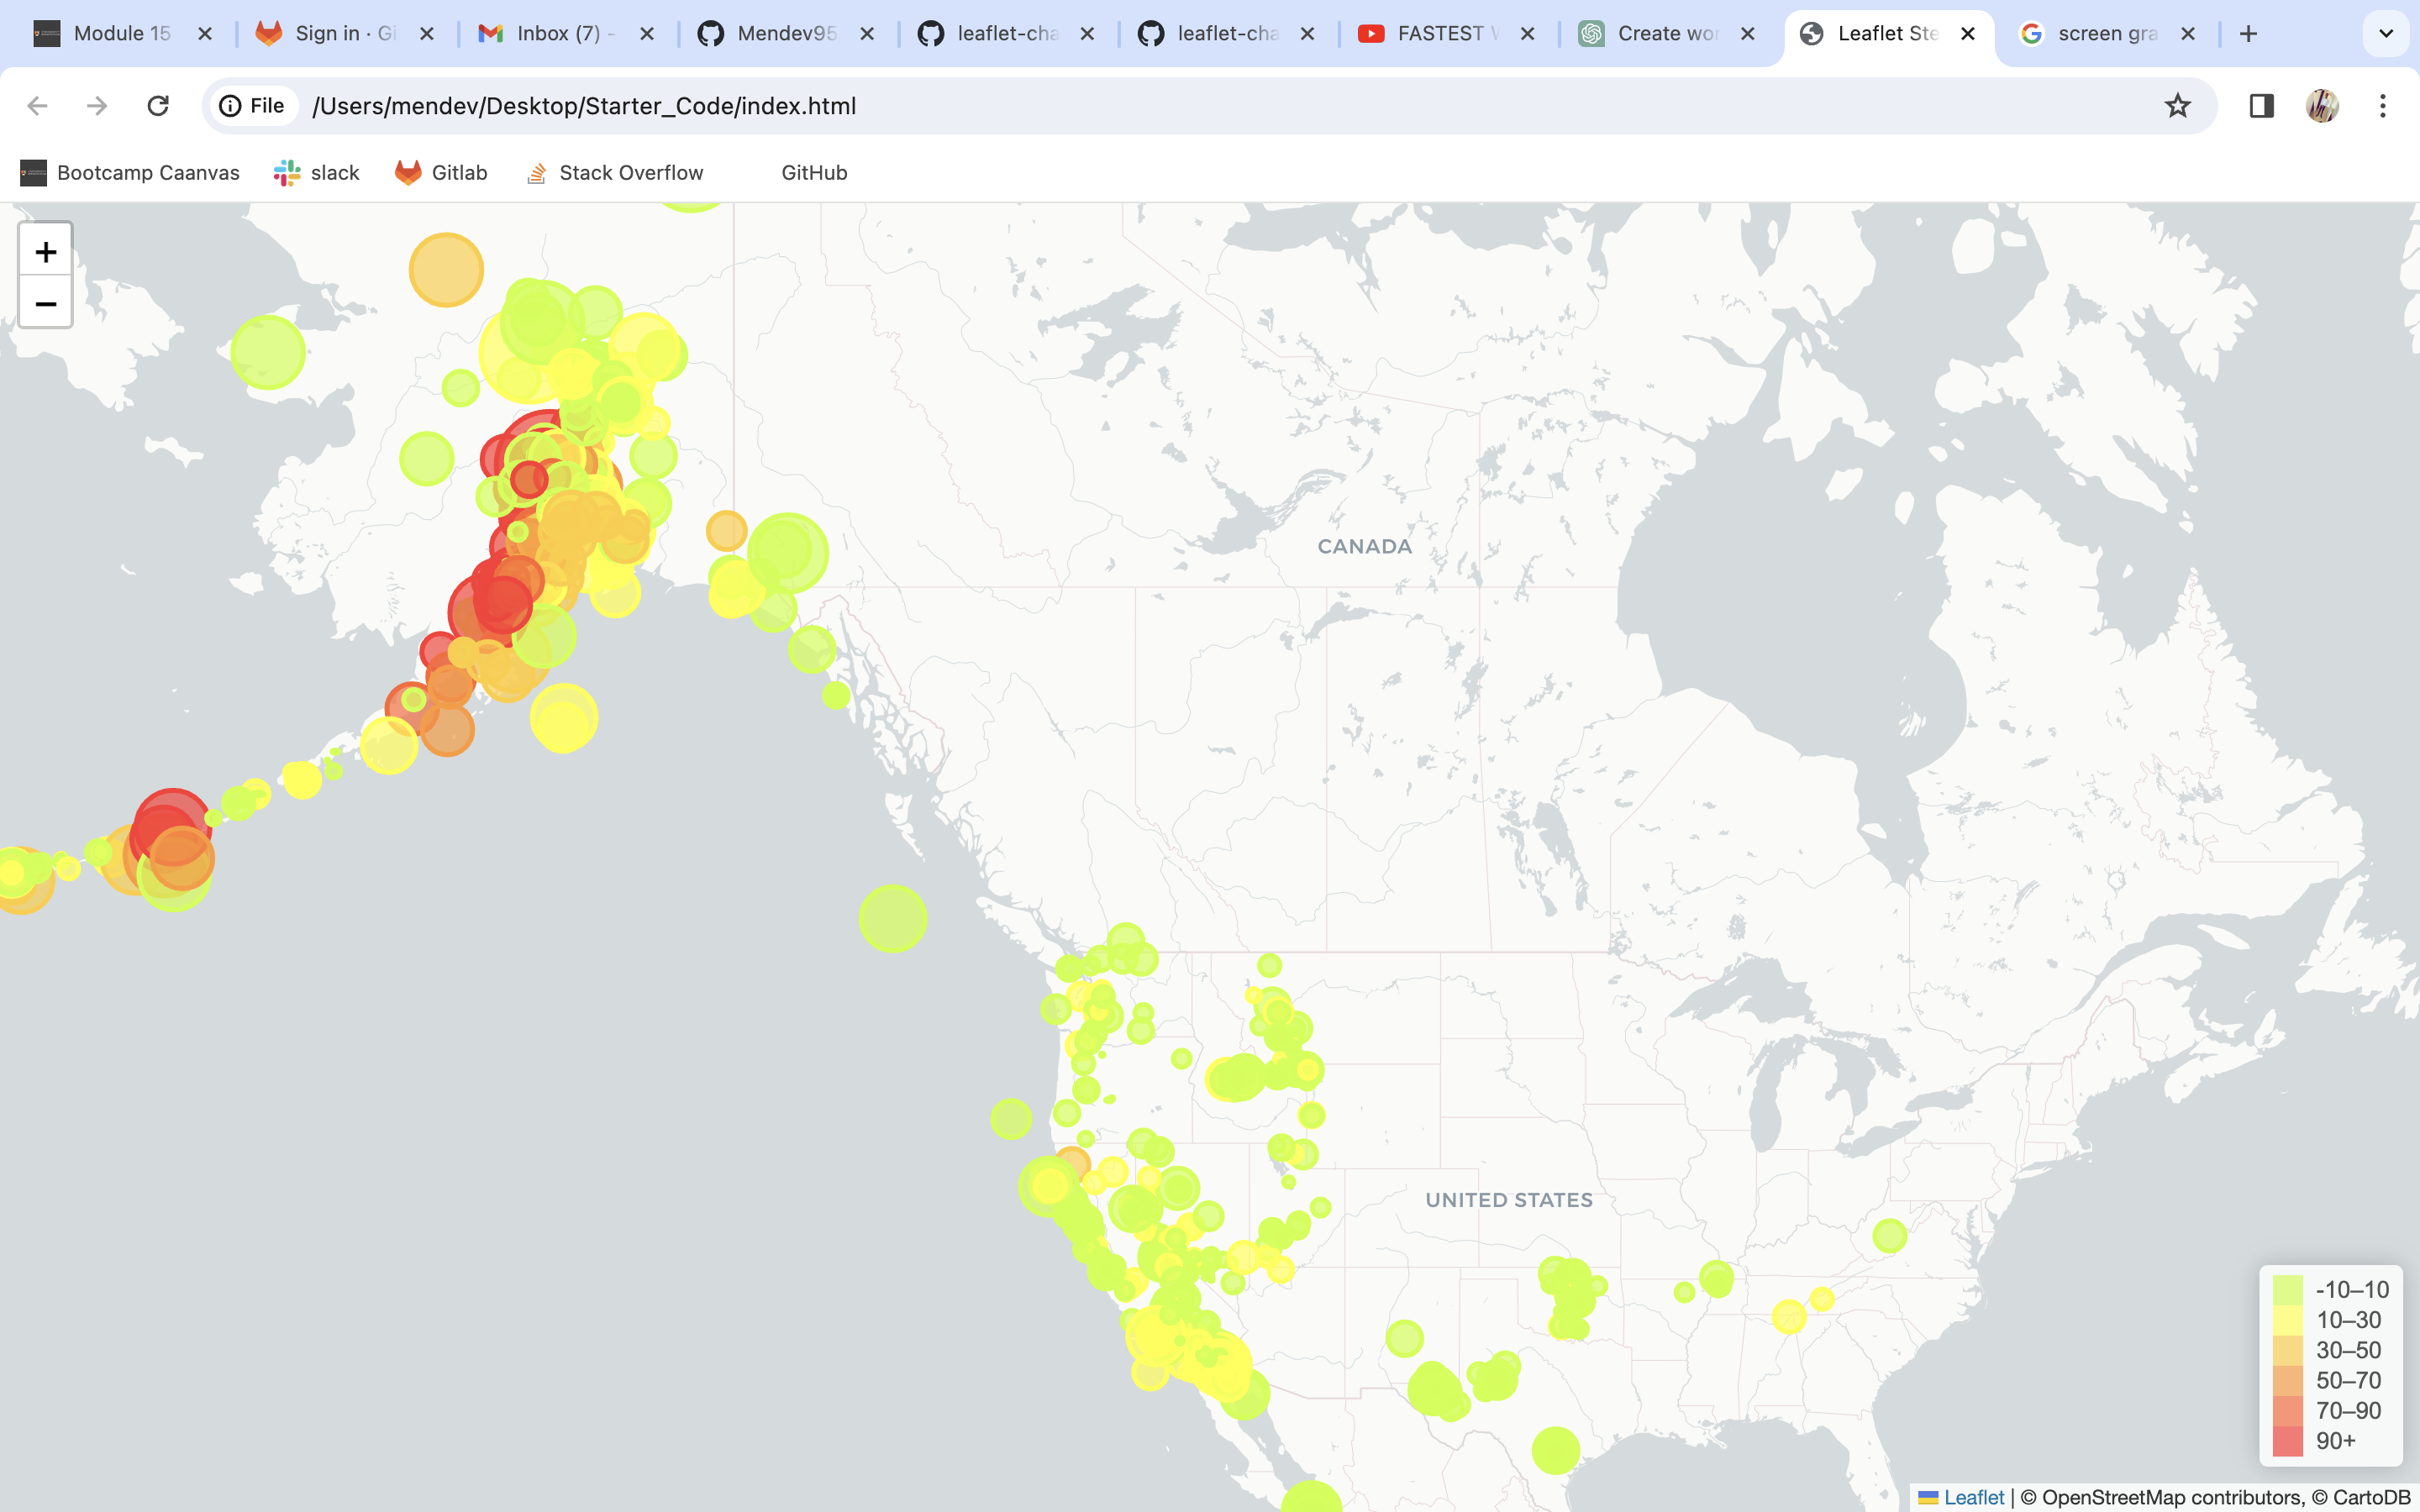 Module 15
Sign in · Gi
Inbox (7) -
Mendev95
leaflet-cha
leaflet-cha
FASTEST
Create wor
Leaflet Ste
screen gra
File
/Users/mendev/Desktop/Starter_Code/index.html
Bootcamp Caanvas
slack
Gitlab
Stack Overflow
GitHub
+
−
CANADA
UNITED STATES
-10–10
10–30
30–50
50–70
70–90
90+
Leaflet | © OpenStreetMap contributors, © CartoDB